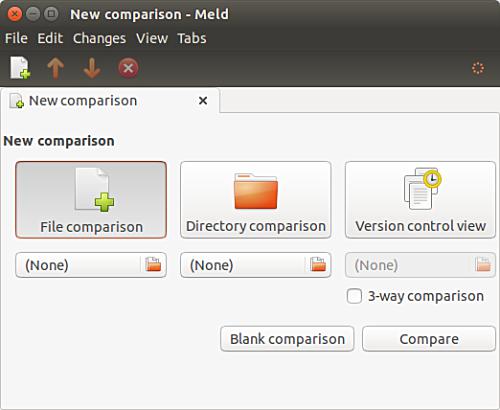 New comparison - Meld
File Edit Changes View Tabs
New comparison
New comparison
File comparison Directory comparison Version control view
(None) (None) (None)
3-way comparison
Blank comparison Compare